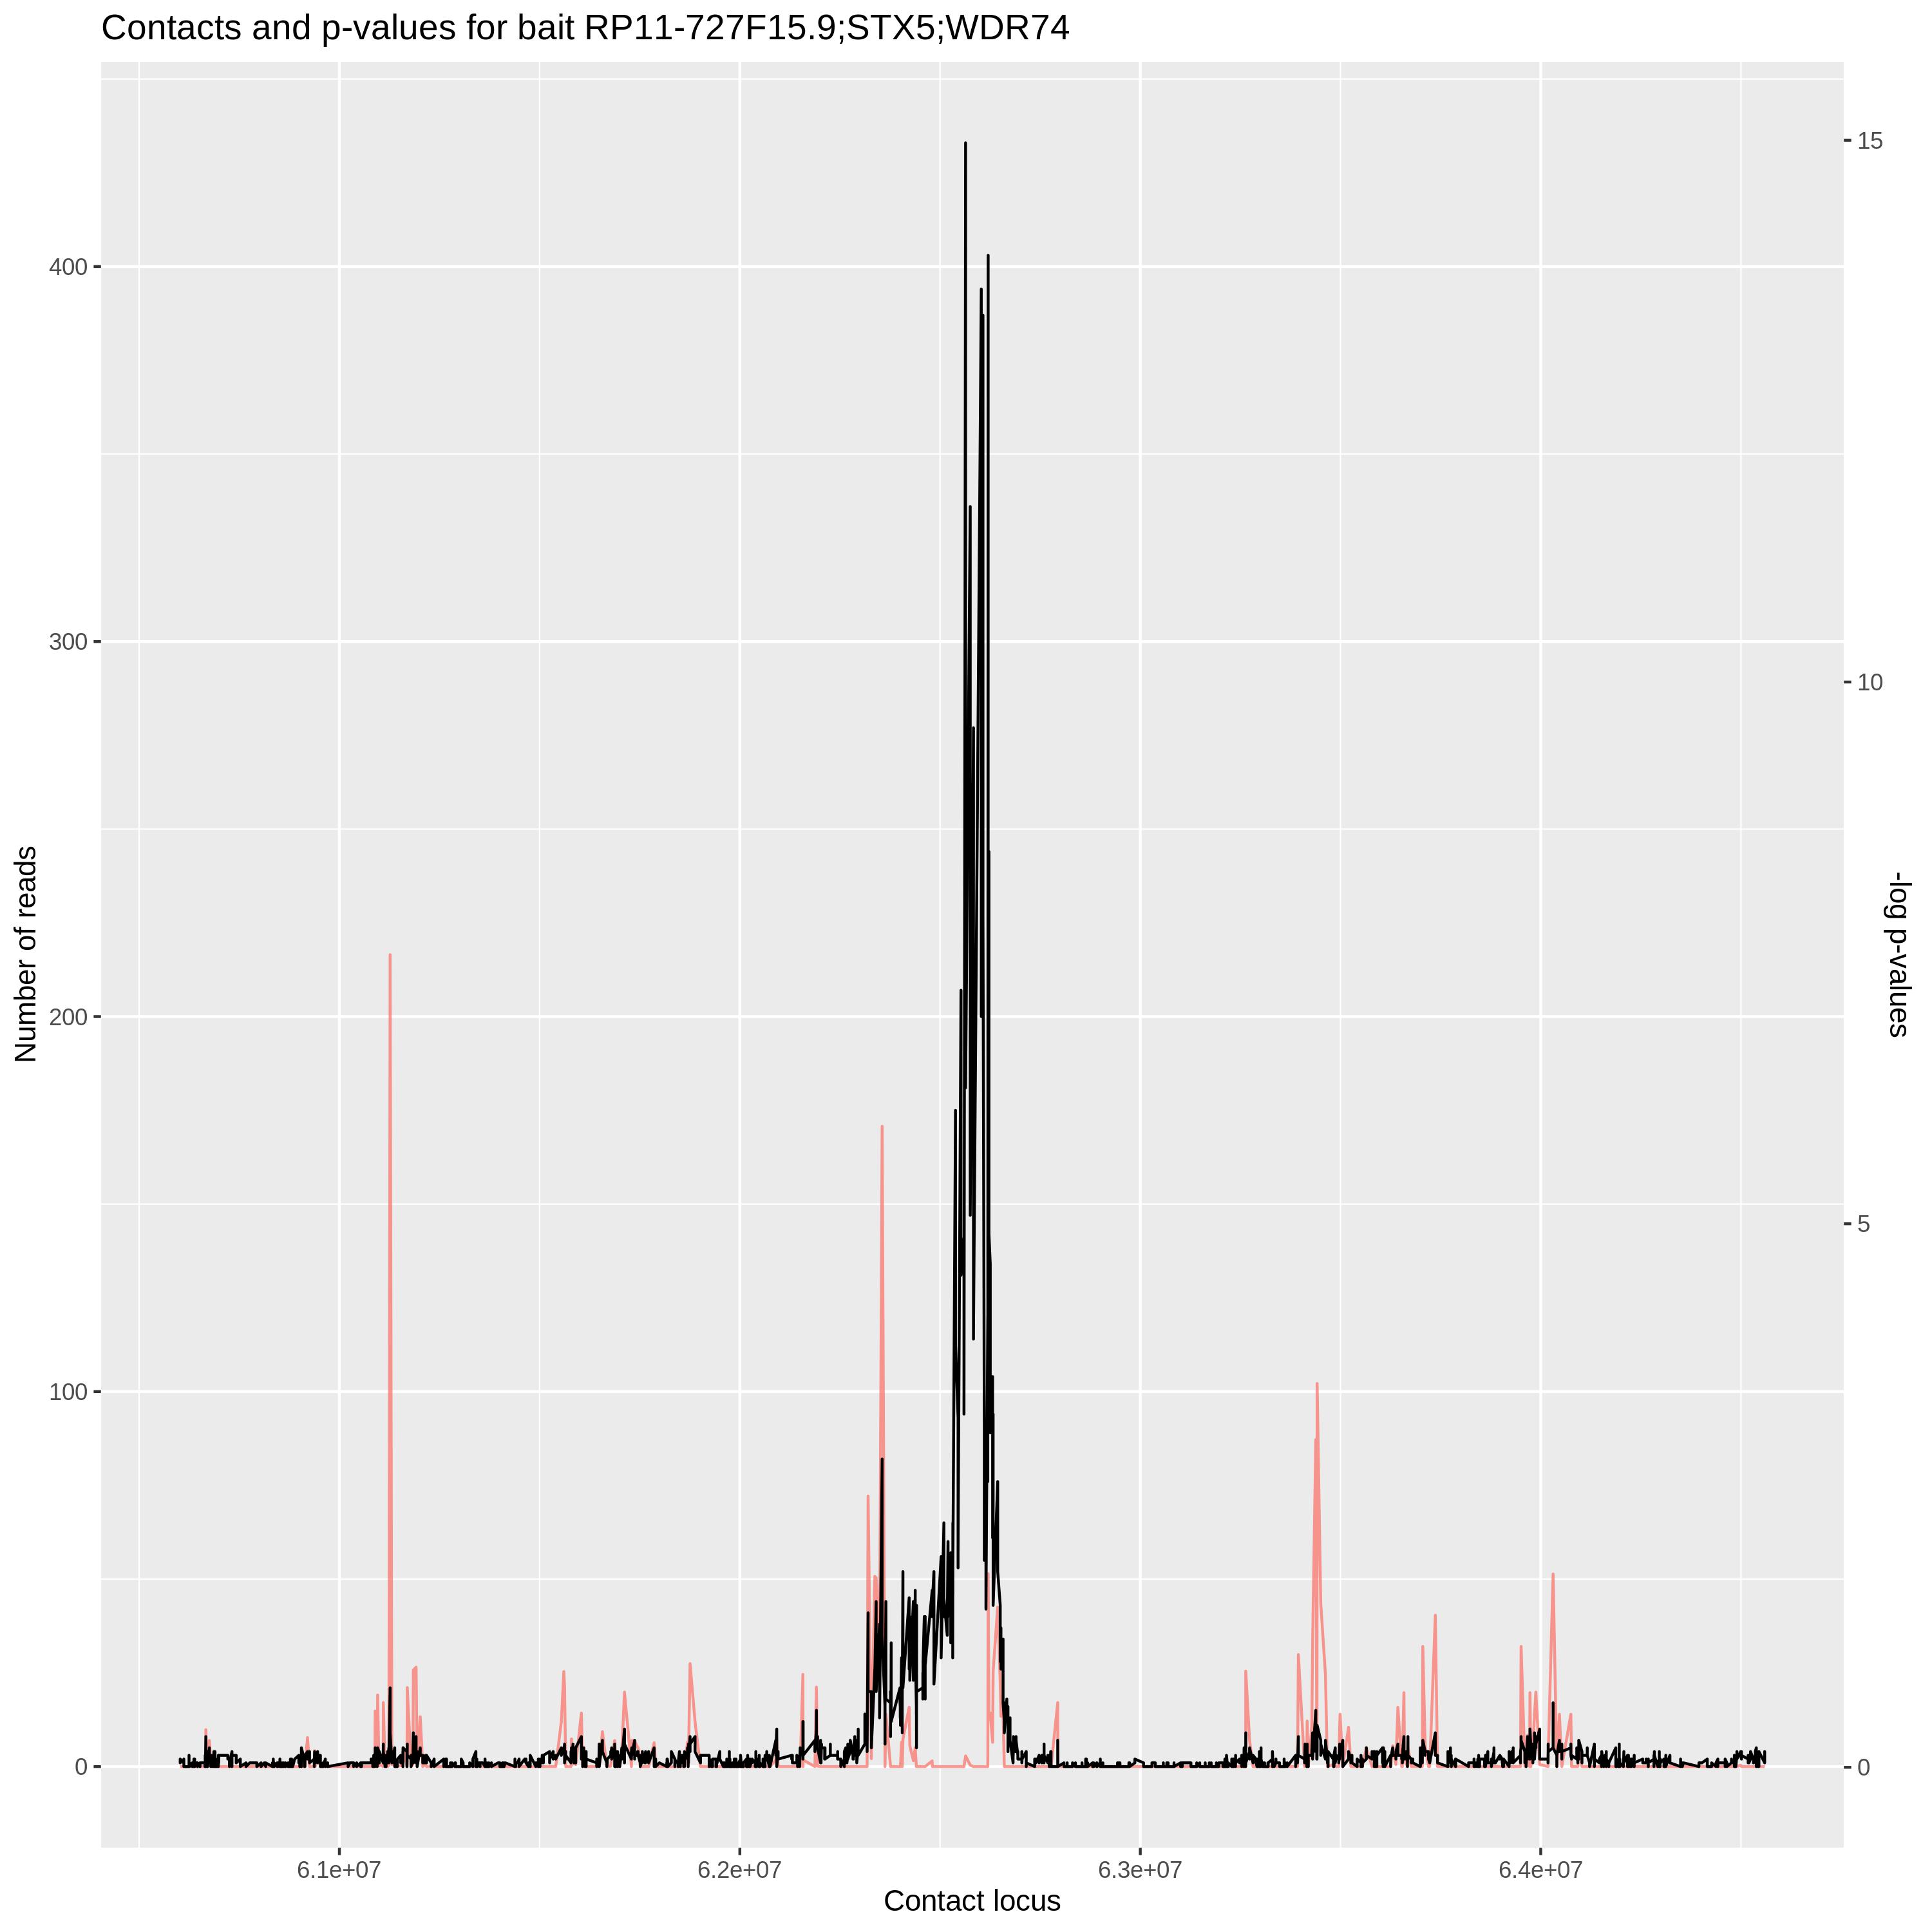 Contacts and p-values for bait RP11-727F15.9;STX5;WDR74
Number of reads
400
300
200
100
0
15
10
5
0
-log p-values
6.1e+07 6.2e+07 6.3e+07 6.4e+07
Contact locus